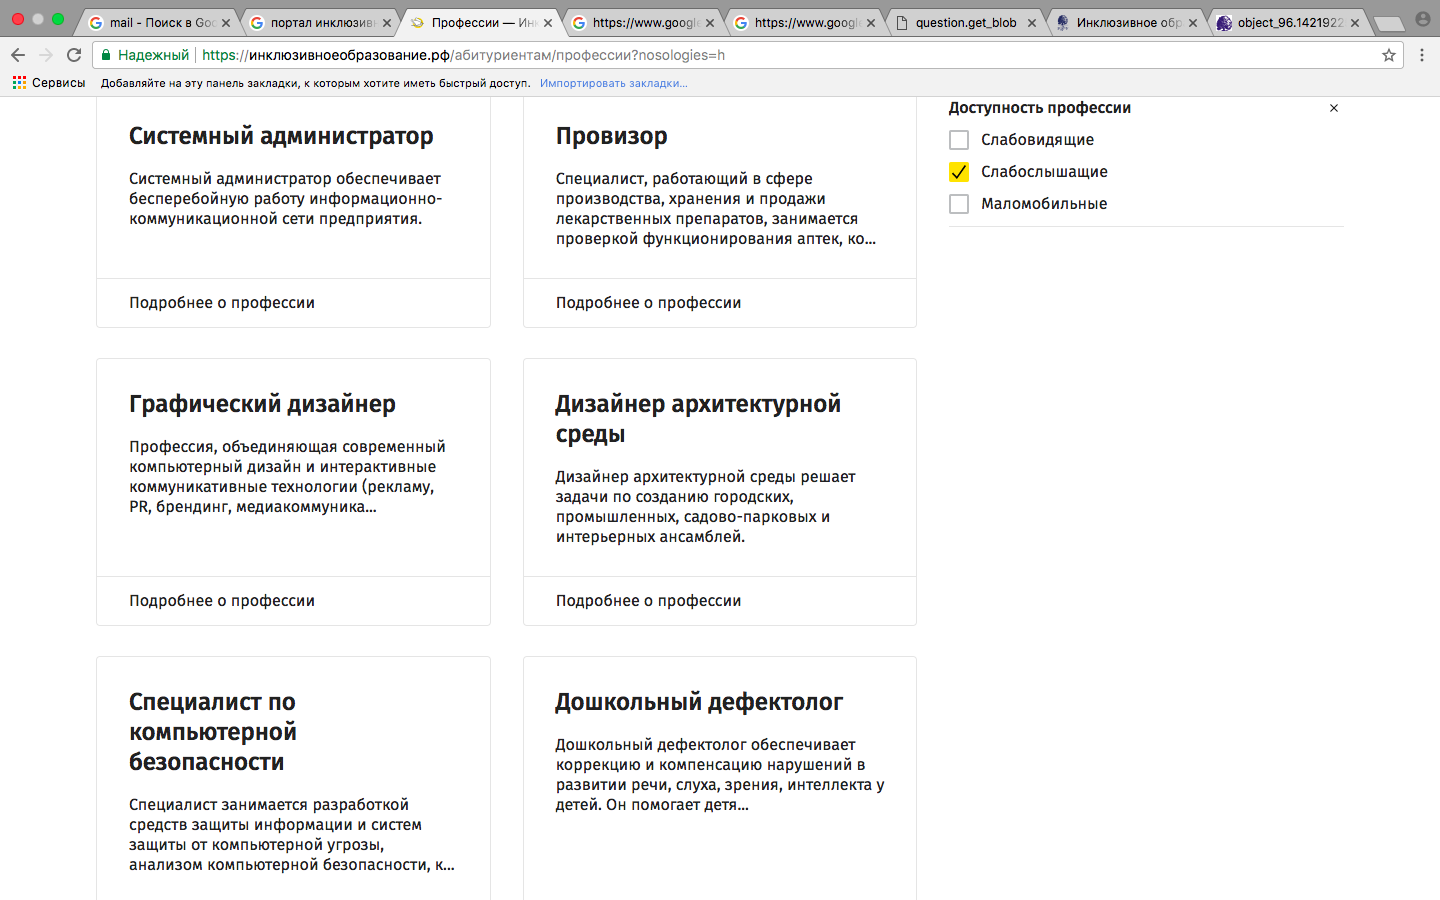 mail - Поиск в Goo
портал инклюзивн
Профессии — Ин
https://www.google
https://www.google
question.get_blob
Инклюзивное обр
object_96.1421922
Надежный
https://инклюзивноеобразование.рф/абитуриентам/профессии?nosologies=h
Сервисы
Добавляйте на эту панель закладки, к которым хотите иметь быстрый доступ. Импортировать закладки...
Системный администратор
Системный администратор обеспечивает
бесперебойную работу информационно-
коммуникационной сети предприятия.
Подробнее о профессии
Провизор
Специалист, работающий в сфере
производства, хранения и продажи
лекарственных препаратов, занимается
проверкой функционирования аптек, ко...
Подробнее о профессии
Графический дизайнер
Профессия, объединяющая современный
компьютерный дизайн и интерактивные
коммуникативные технологии (рекламу,
PR, брендинг, медиакоммуника...
Подробнее о профессии
Дизайнер архитектурной
среды
Дизайнер архитектурной среды решает
задачи по созданию городских,
промышленных, садово-парковых и
интерьерных ансамблей.
Подробнее о профессии
Специалист по
компьютерной
безопасности
Специалист занимается разработкой
средств защиты информации и систем
защиты от компьютерной угрозы,
анализом компьютерной безопасности, к...
Дошкольный дефектолог
Дошкольный дефектолог обеспечивает
коррекцию и компенсацию нарушений в
развитии речи, слуха, зрения, интеллекта у
детей. Он помогает детя...
Доступность профессии
Слабовидящие
Слабослышащие
Маломобильные